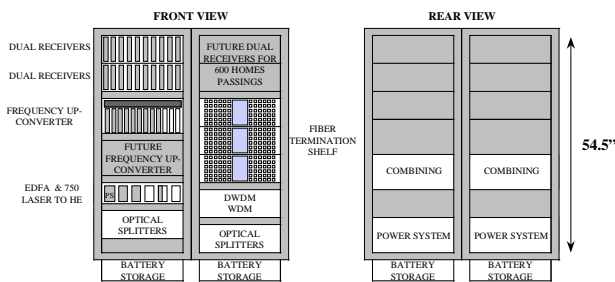 FRONT VIEW
REAR VIEW
DUAL RECEIVERS
DUAL RECEIVERS
FREQUENCY UP-
CONVERTER
EDFA & 750
LASER TO HE
PS
FUTURE
FREQUENCY UP-
CONVERTER
OPTICAL
SPLITTERS
BATTERY
STORAGE
FUTURE DUAL
RECEIVERS FOR
600 HOMES
PASSINGS
FIBER
TERMINATION
SHELF
DWDM
WDM
OPTICAL
SPLITTERS
BATTERY
STORAGE
COMBINING
POWER SYSTEM
BATTERY
STORAGE
COMBINING
POWER SYSTEM
BATTERY
STORAGE
54.5”